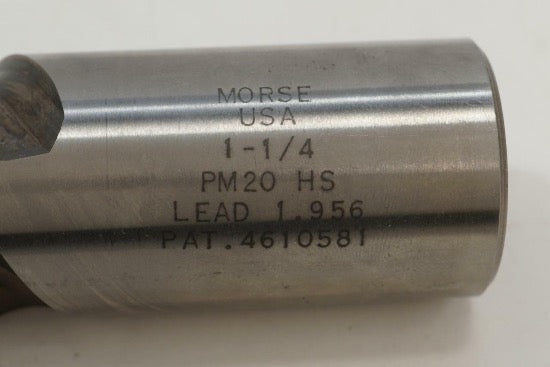 MORSE
USA
1-1/4
PM20 HS
LEAD 1.956
PAT.4610581